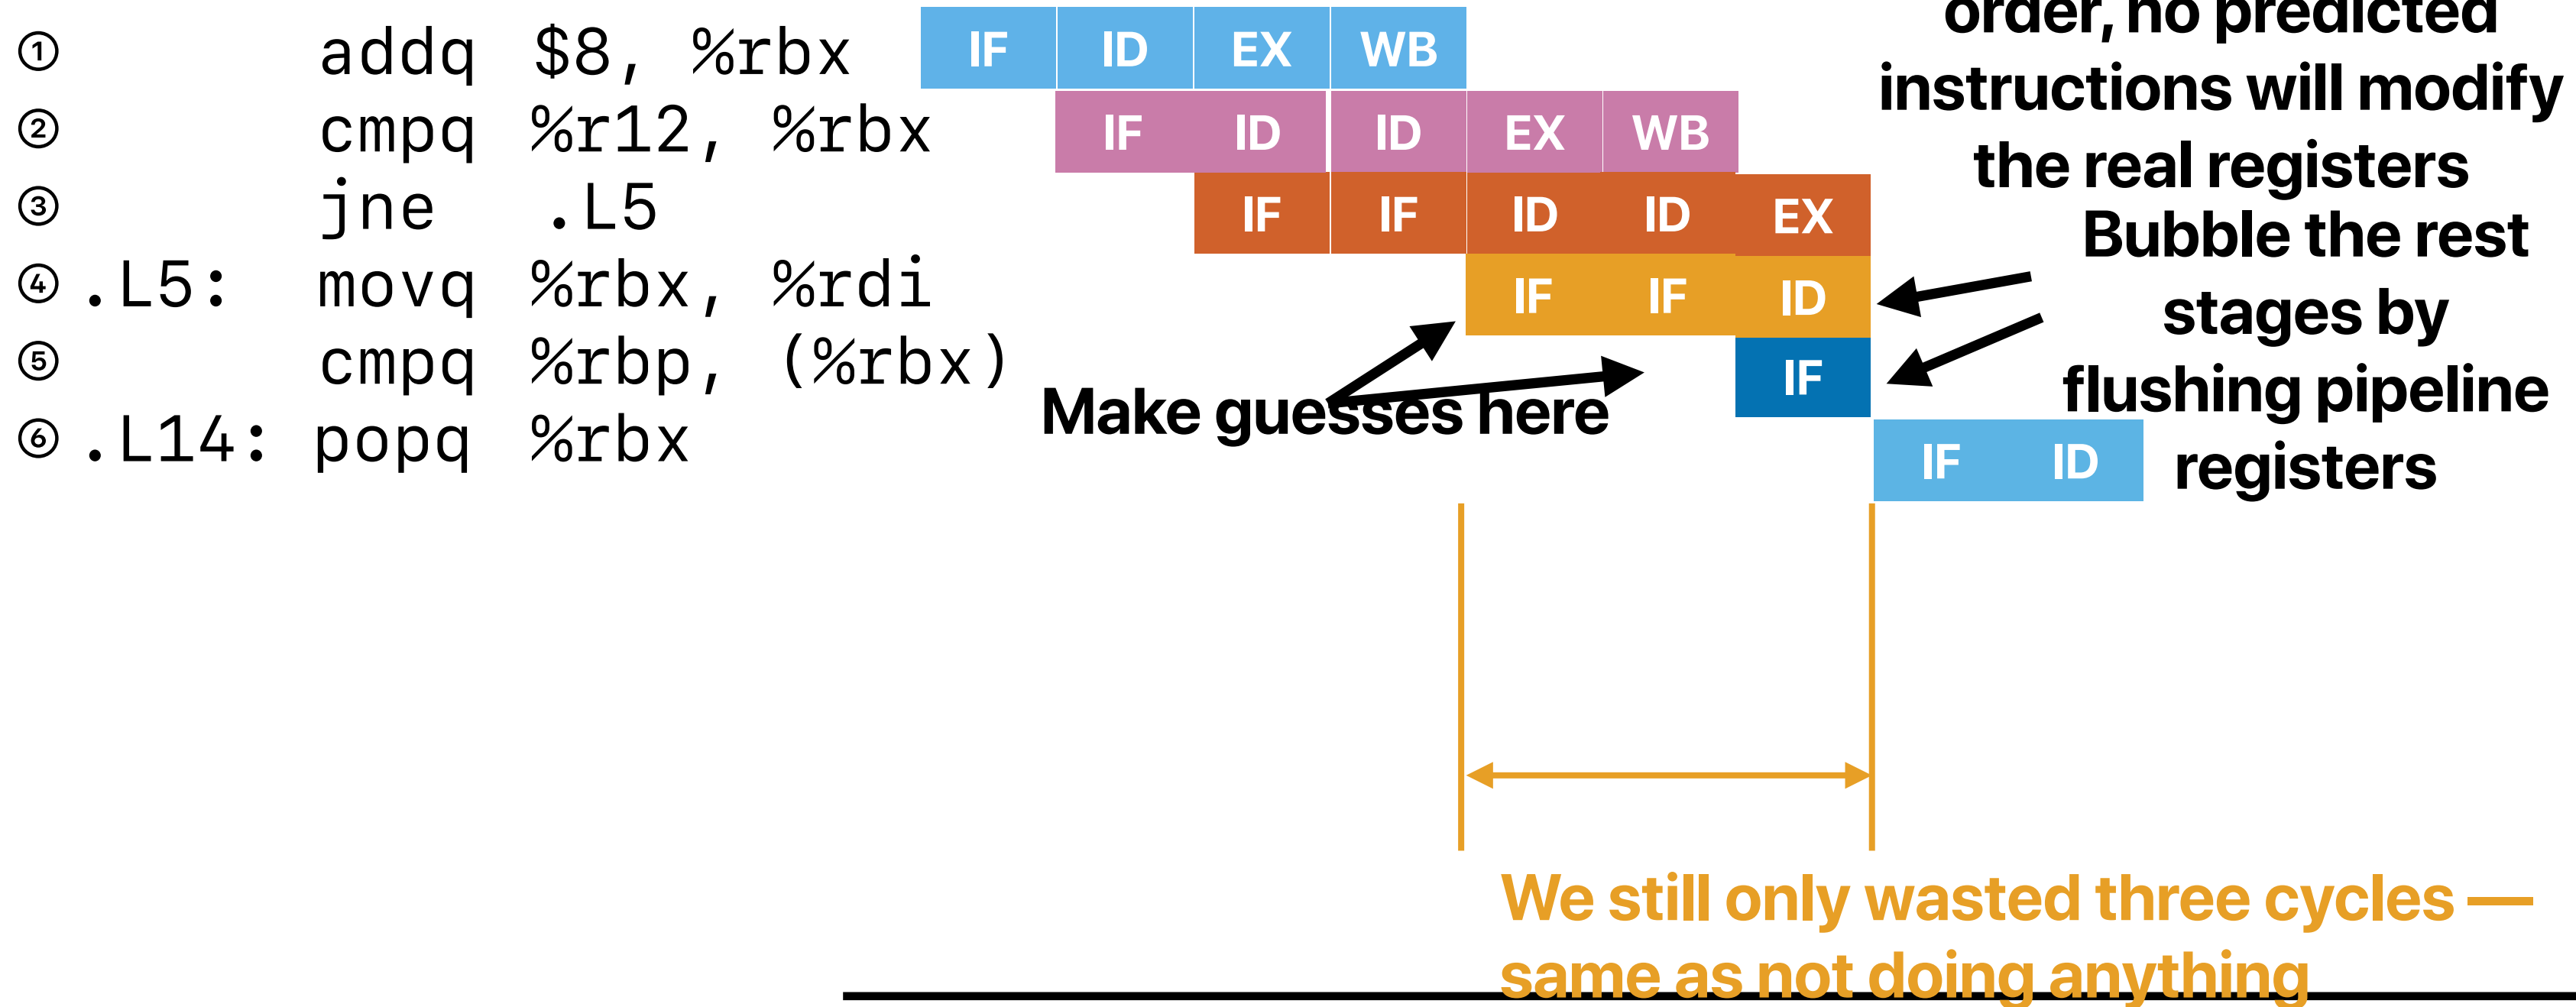 ① addq $8, %rbx IF ID EX WB
② cmpq %r12, %rbx IF ID ID EX WB
③ jne .L5 IF IF ID ID EX
④ .L5: movq %rbx, %rdi IF IF ID
⑤ cmpq %rbp, (%rbx) IF
⑥ .L14: popq %rbx IF ID
Make guesses here
order, no predicted
instructions will modify
the real registers
Bubble the rest
stages by
flushing pipeline
registers
We still only wasted three cycles —
same as not doing anything